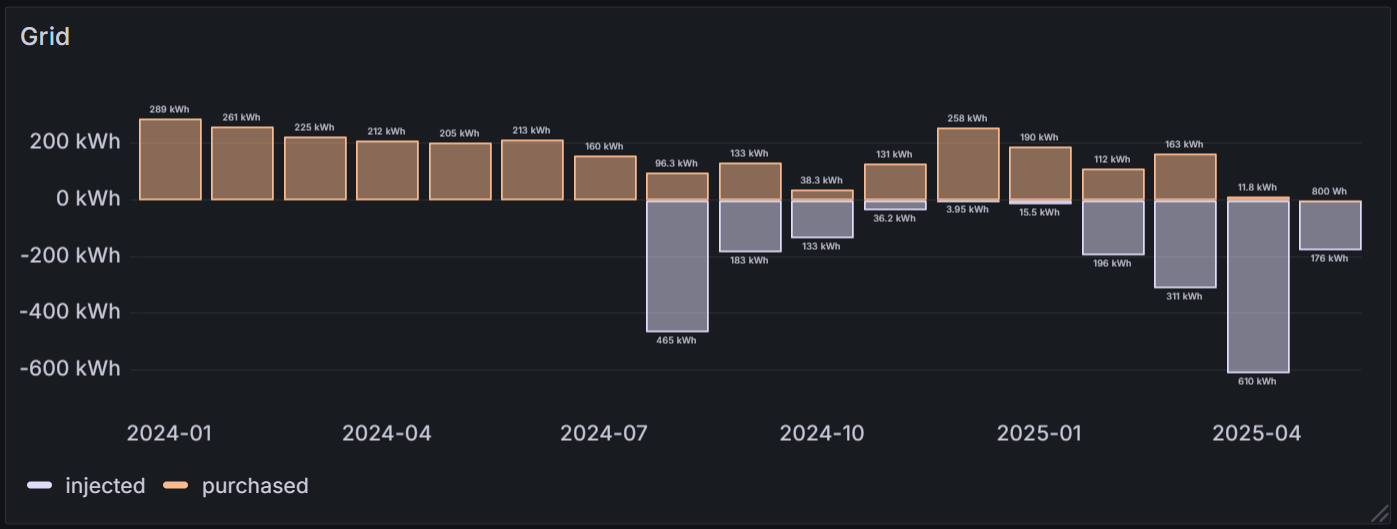 Grid
289 kWh
261 kWh
225 kWh
212 kWh
205 kWh
213 kWh
160 kWh
96.3 kWh
133 kWh
38.3 kWh
131 kWh
258 kWh
190 kWh
112 kWh
163 kWh
11.8 kWh
800 Wh
200 kWh
0 kWh
-200 kWh
-400 kWh
-600 kWh
465 kWh
183 kWh
133 kWh
36.2 kWh
3.95 kWh
15.5 kWh
196 kWh
311 kWh
610 kWh
176 kWh
2024-01 2024-04 2024-07 2024-10 2025-01 2025-04
injected purchased